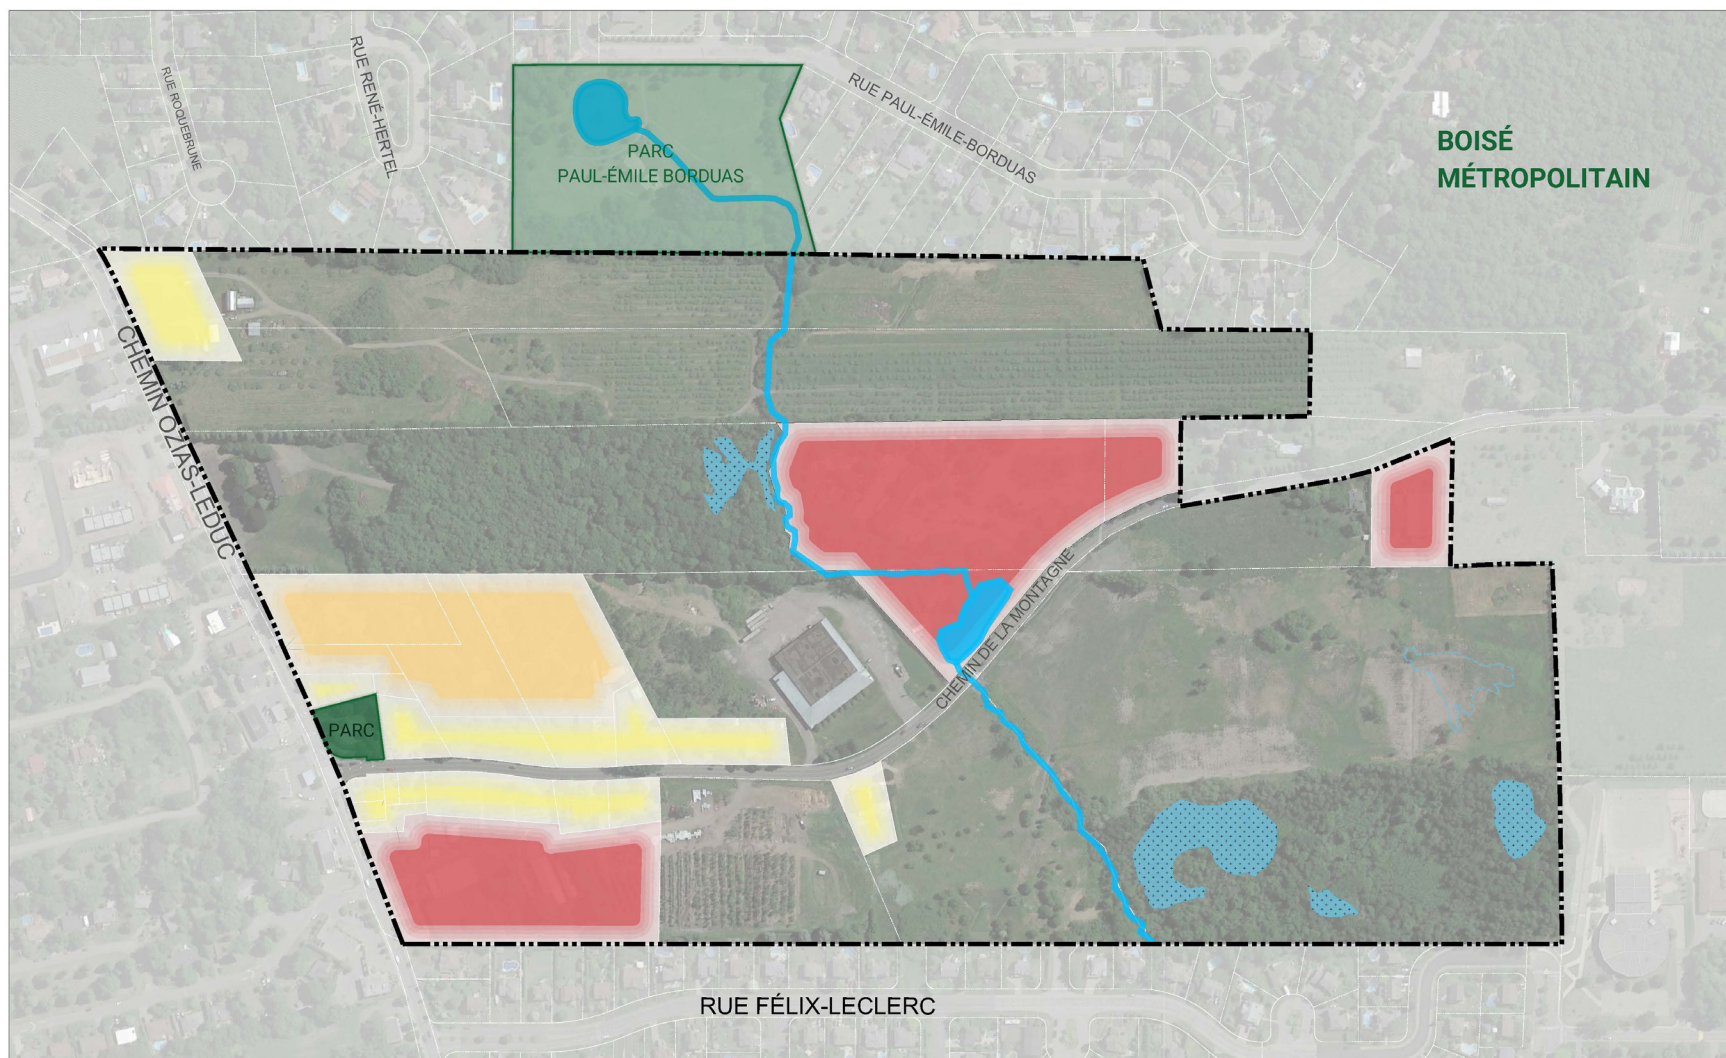 RUE ROQUEBRUNE
RUE RENÉ-HERTEL
RUE PAUL-ÉMILE-BORDUAS
PARC
PAUL-ÉMILE BORDUAS
BOISÉ
MÉTROPOLITAIN
CHEMIN OZIAS-LEDUC
CHEMIN DE LA MONTAGNE
PARC
RUE FÉLIX-LECLERC